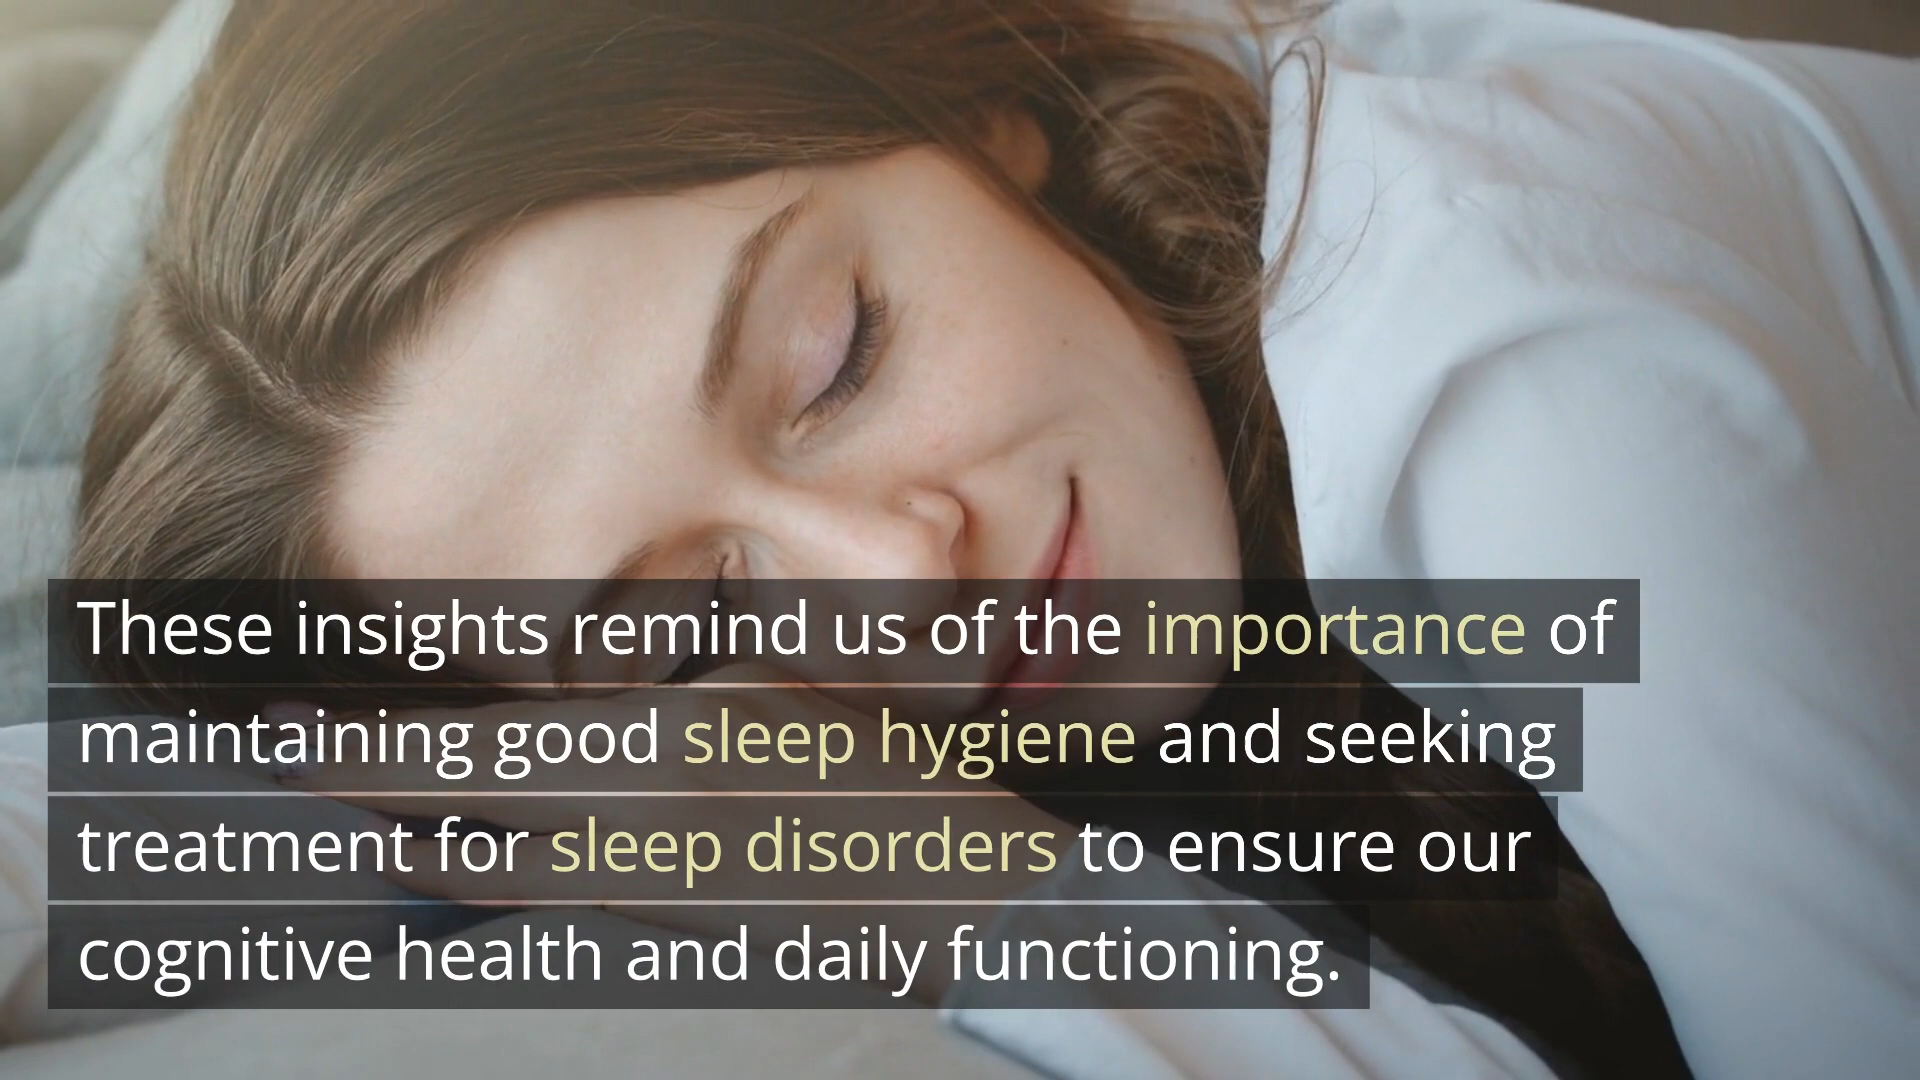 These insights remind us of the importance of
maintaining good sleep hygiene and seeking
treatment for sleep disorders to ensure our
cognitive health and daily functioning.